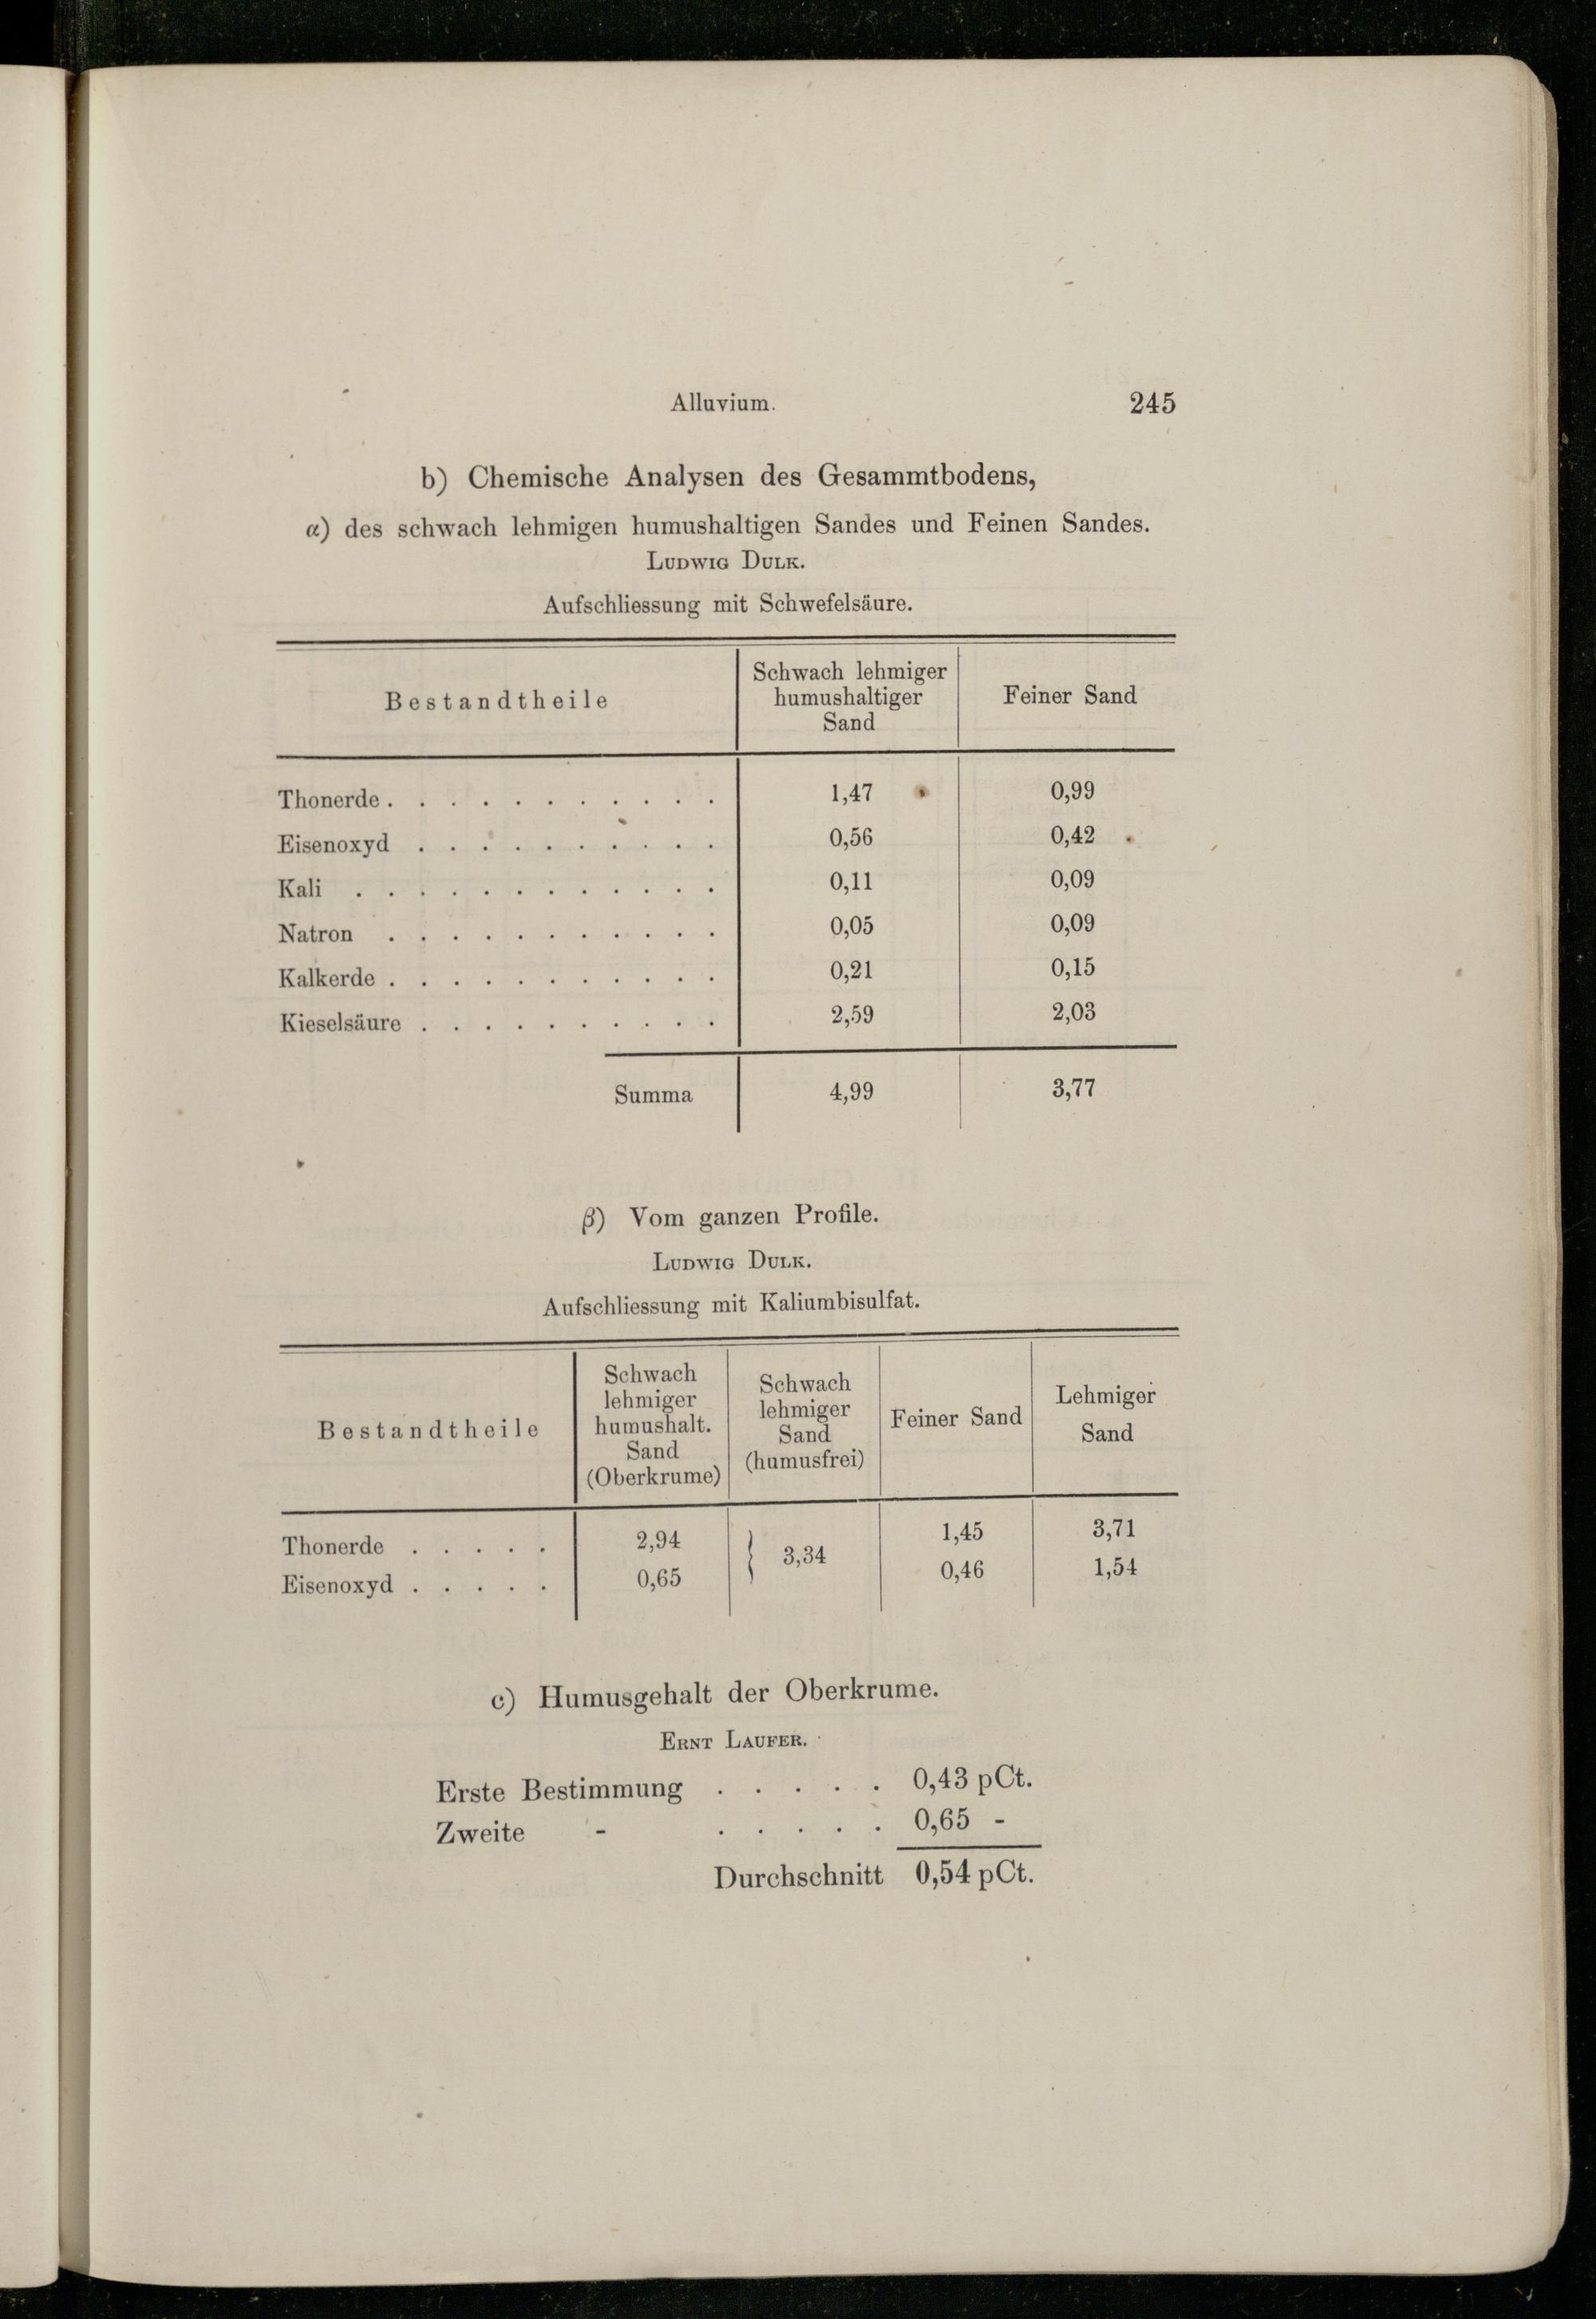 Alluvium. 245
b) Chemische Analysen des Gesammtbodens,
α) des schwach lehmigen humushaltigen Sandes und Feinen Sandes.
Ludwig Dulk.
Aufschliessung mit Schwefelsäure.
Bestandtheile
Schwach lehmiger
humushaltiger
Sand
Feiner Sand
Thonerde . . . . . . . . . . . 1,47 0,99
Eisenoxyd . . . . . . . . . . 0,56 0,42
Kali . . . . . . . . . . . . 0,11 0,09
Natron . . . . . . . . . . . 0,05 0,09
Kalkerde . . . . . . . . . . . 0,21 0,15
Kieselsäure . . . . . . . . . . 2,59 2,03
Summa 4,99 3,77
β) Vom ganzen Profile.
Ludwig Dulk.
Aufschliessung mit Kaliumbisulfat.
Bestandtheile
Schwach
lehmiger
humushalt.
Sand
(Oberkrume)
Schwach
lehmiger
Sand
(humusfrei)
Feiner Sand
Lehmiger
Sand
Thonerde . . . . . 2,94 } 3,34 1,45 3,71
Eisenoxyd . . . . . 0,65 0,46 1,54
c) Humusgehalt der Oberkrume.
Ernt Laufer.
Erste Bestimmung . . . . . 0,43 pCt.
Zweite - . . . . . 0,65 -
Durchschnitt 0,54 pCt.